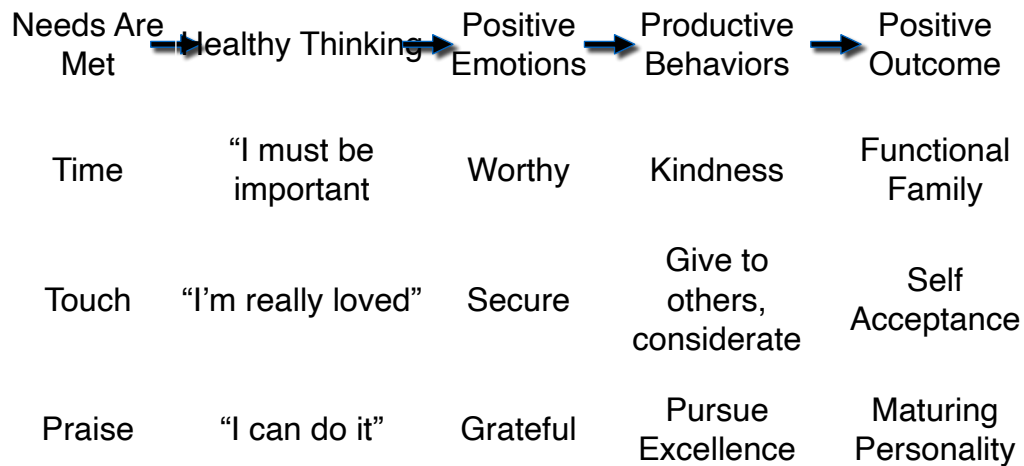 Needs Are
Met
Healthy Thinking
Positive
Emotions
Productive
Behaviors
Positive
Outcome
Time
“I must be
important
Worthy
Kindness
Functional
Family
Touch
“I’m really loved”
Secure
Give to
others,
considerate
Self
Acceptance
Praise
“I can do it”
Grateful
Pursue
Excellence
Maturing
Personality